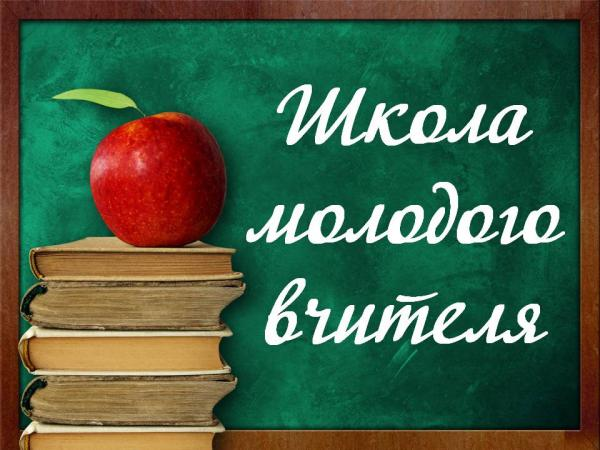 Школа
молодого
вчителя